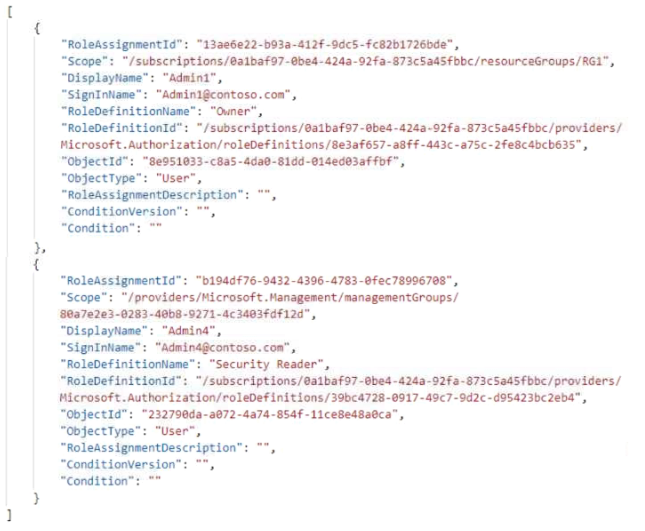 [
{
"RoleAssignmentId": "13ae6e22-b93a-412f-9dc5-fc82b1726bde",
"Scope": "/subscriptions/0a1baf97-0be4-424a-92fa-873c5a45fbbc/resourceGroups/RG1",
"DisplayName": "Admin1",
"SignInName": "Admin1@contoso.com",
"RoleDefinitionName": "Owner",
"RoleDefinitionId": "/subscriptions/0a1baf97-0be4-424a-92fa-873c5a45fbbc/providers/
Microsoft.Authorization/roleDefinitions/8e3af657-a8ff-443c-a75c-2fe8c4bcb635",
"ObjectId": "8e951033-c8a5-4da0-81dd-014ed03affbf",
"ObjectType": "User",
"RoleAssignmentDescription": "",
"ConditionVersion": "",
"Condition": ""
},
{
"RoleAssignmentId": "b194df76-9432-4396-4783-0fec78996708",
"Scope": "/providers/Microsoft.Management/managementGroups/
80a7e2e3-0283-40b8-9271-4c3403fdf12d",
"DisplayName": "Admin4",
"SignInName": "Admin4@contoso.com",
"RoleDefinitionName": "Security Reader",
"RoleDefinitionId": "/subscriptions/0a1baf97-0be4-424a-92fa-873c5a45fbbc/providers/
Microsoft.Authorization/roleDefinitions/39bc4728-0917-49c7-9d2c-d95423bc2eb4",
"ObjectId": "232790da-a072-4a74-854f-11ce8e48a0ca",
"ObjectType": "User",
"RoleAssignmentDescription": "",
"ConditionVersion": "",
"Condition": ""
}
]